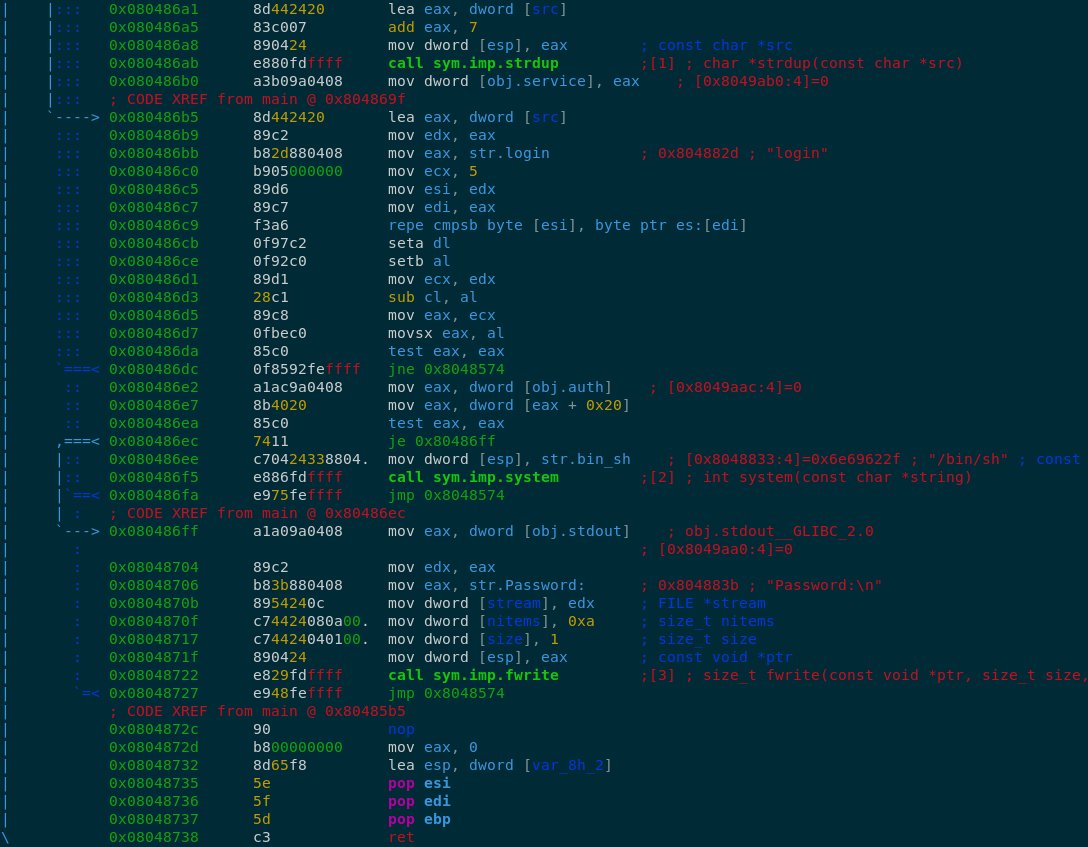 |    |::: 0x080486a1      8d442420       lea eax, dword [src]
|    |::: 0x080486a5      83c007         add eax, 7
|    |::: 0x080486a8      890424         mov dword [esp], eax        ; const char *src
|    |::: 0x080486ab      e880fdffff     call sym.imp.strdup         ;[1] ; char *strdup(const char *src)
|    |::: 0x080486b0      a3b09a0408     mov dword [obj.service], eax    ; [0x8049ab0:4]=0
|    |::: ; CODE XREF from main @ 0x804869f
|    `----> 0x080486b5      8d442420       lea eax, dword [src]
|     ::: 0x080486b9      89c2           mov edx, eax
|     ::: 0x080486bb      b82d880408     mov eax, str.login          ; 0x804882d ; "login"
|     ::: 0x080486c0      b905000000     mov ecx, 5
|     ::: 0x080486c5      89d6           mov esi, edx
|     ::: 0x080486c7      89c7           mov edi, eax
|     ::: 0x080486c9      f3a6           repe cmpsb byte [esi], byte ptr es:[edi]
|     ::: 0x080486cb      0f97c2         seta dl
|     ::: 0x080486ce      0f92c0         setb al
|     ::: 0x080486d1      89d1           mov ecx, edx
|     ::: 0x080486d3      28c1           sub cl, al
|     ::: 0x080486d5      89c8           mov eax, ecx
|     ::: 0x080486d7      0fbec0         movsx eax, al
|     ::: 0x080486da      85c0           test eax, eax
|     `===< 0x080486dc      0f8592feffff   jne 0x8048574
|      :: 0x080486e2      a1ac9a0408     mov eax, dword [obj.auth]    ; [0x8049aac:4]=0
|      :: 0x080486e7      8b4020         mov eax, dword [eax + 0x20]
|      :: 0x080486ea      85c0           test eax, eax
|     ,===< 0x080486ec      7411           je 0x80486ff
|     |:: 0x080486ee      c70424338804.  mov dword [esp], str.bin_sh    ; [0x8048833:4]=0x6e69622f ; "/bin/sh" ; const
|     |:: 0x080486f5      e886fdffff     call sym.imp.system         ;[2] ; int system(const char *string)
|     |`==< 0x080486fa      e975feffff     jmp 0x8048574
|     | : ; CODE XREF from main @ 0x80486ec
|     `---> 0x080486ff      a1a09a0408     mov eax, dword [obj.stdout]    ; obj.stdout__GLIBC_2.0
|       :                                                            ; [0x8049aa0:4]=0
|       : 0x08048704      89c2           mov edx, eax
|       : 0x08048706      b83b880408     mov eax, str.Password:      ; 0x804883b ; "Password:\n"
|       : 0x0804870b      8954240c       mov dword [stream], edx     ; FILE *stream
|       : 0x0804870f      c74424080a00.  mov dword [nitems], 0xa     ; size_t nitems
|       : 0x08048717      c74424040100.  mov dword [size], 1         ; size_t size
|       : 0x0804871f      890424         mov dword [esp], eax        ; const void *ptr
|       : 0x08048722      e829fdffff     call sym.imp.fwrite         ;[3] ; size_t fwrite(const void *ptr, size_t size,
|       `=< 0x08048727      e948feffff     jmp 0x8048574
|         ; CODE XREF from main @ 0x80485b5
|         0x0804872c      90             nop
|         0x0804872d      b800000000     mov eax, 0
|         0x08048732      8d65f8         lea esp, dword [var_8h_2]
|         0x08048735      5e             pop esi
|         0x08048736      5f             pop edi
|         0x08048737      5d             pop ebp
\         0x08048738      c3             ret